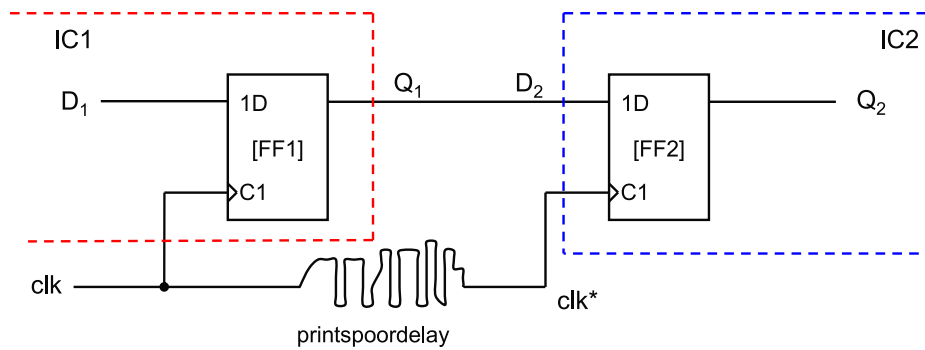 IC1
IC2
D1
1D
[FF1]
C1
Q1
D2
1D
[FF2]
C1
Q2
clk
clk*
printspoordelay